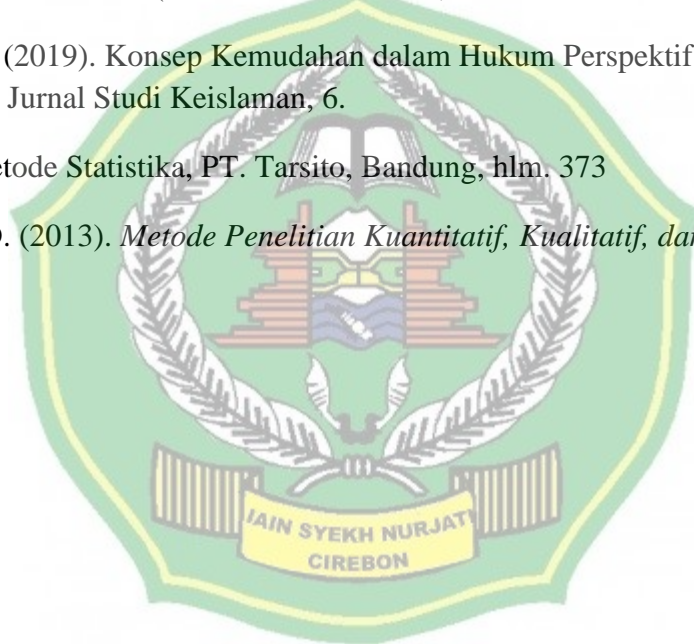 (2019). Konsep Kemudahan dalam Hukum Perspektif
Jurnal Studi Keislaman, 6.
etode Statistika, PT. Tarsito, Bandung, hlm. 373
. (2013). Metode Penelitian Kuantitatif, Kualitatif, dan
IAIN SYEKH NURJATI
CIREBON